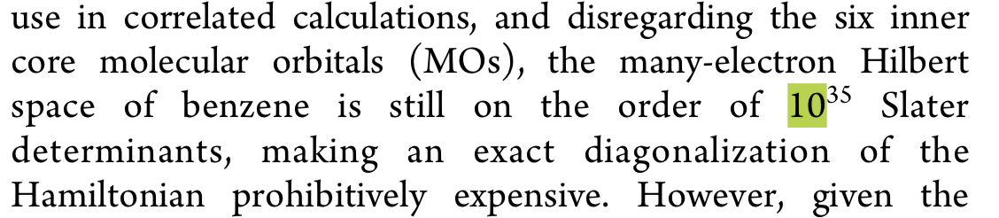 use in correlated calculations, and disregarding the six inner
core molecular orbitals (MOs), the many-electron Hilbert
space of benzene is still on the order of 10³⁵ Slater
determinants, making an exact diagonalization of the
Hamiltonian prohibitively expensive. However, given the